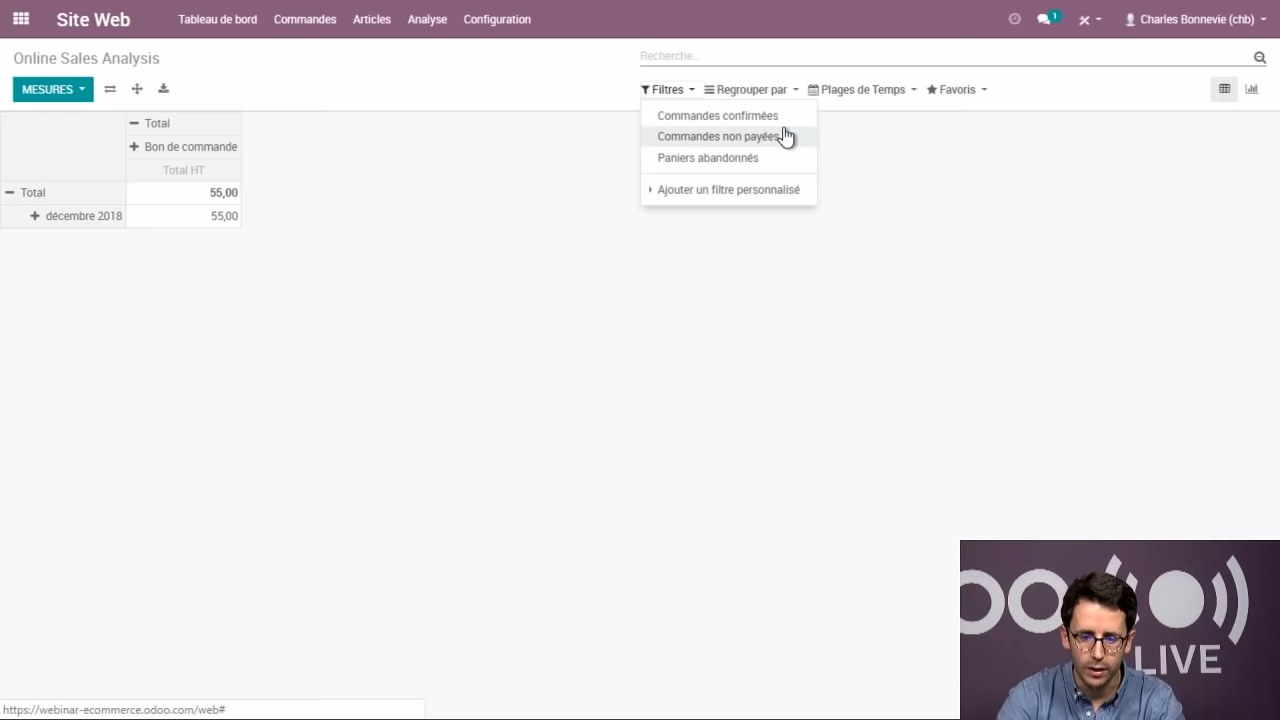 Site Web
Tableau de bord
Commandes
Articles
Analyse
Configuration
1
Charles Bonnevie (chb)
Online Sales Analysis
Recherche...
MESURES
Filtres
Regrouper par
Plages de Temps
Favoris
Commandes confirmées
Commandes non payées
Paniers abandonnés
Ajouter un filtre personnalisé
Total
Bon de commande
Total HT
Total
55,00
décembre 2018
55,00
https://webinar-ecommerce.odoo.com/web#
LIVE